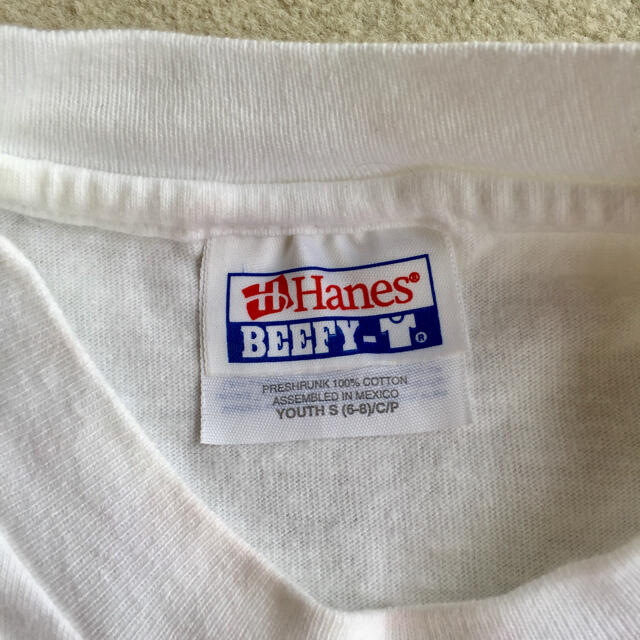 Hanes®
BEEFY-T®
PRESHRUNK 100% COTTON
ASSEMBLED IN MEXICO
YOUTH S (6-8)/C/P